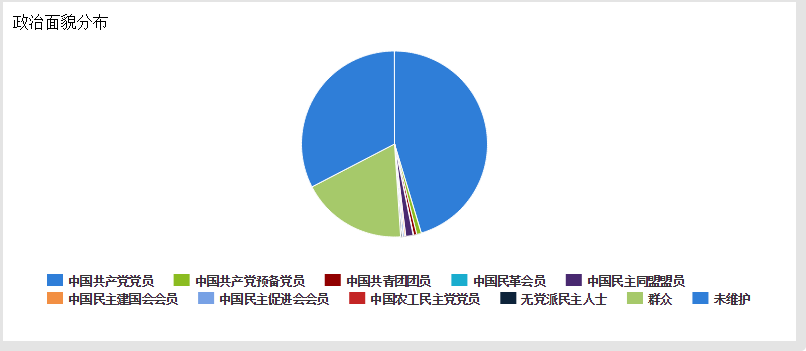 政治面貌分布
中国共产党党员 中国共产党预备党员 中国共青团团员 中国民革会员 中国民主同盟盟员
中国民主建国会会员 中国民主促进会会员 中国农工民主党党员 无党派民主人士 群众 未维护